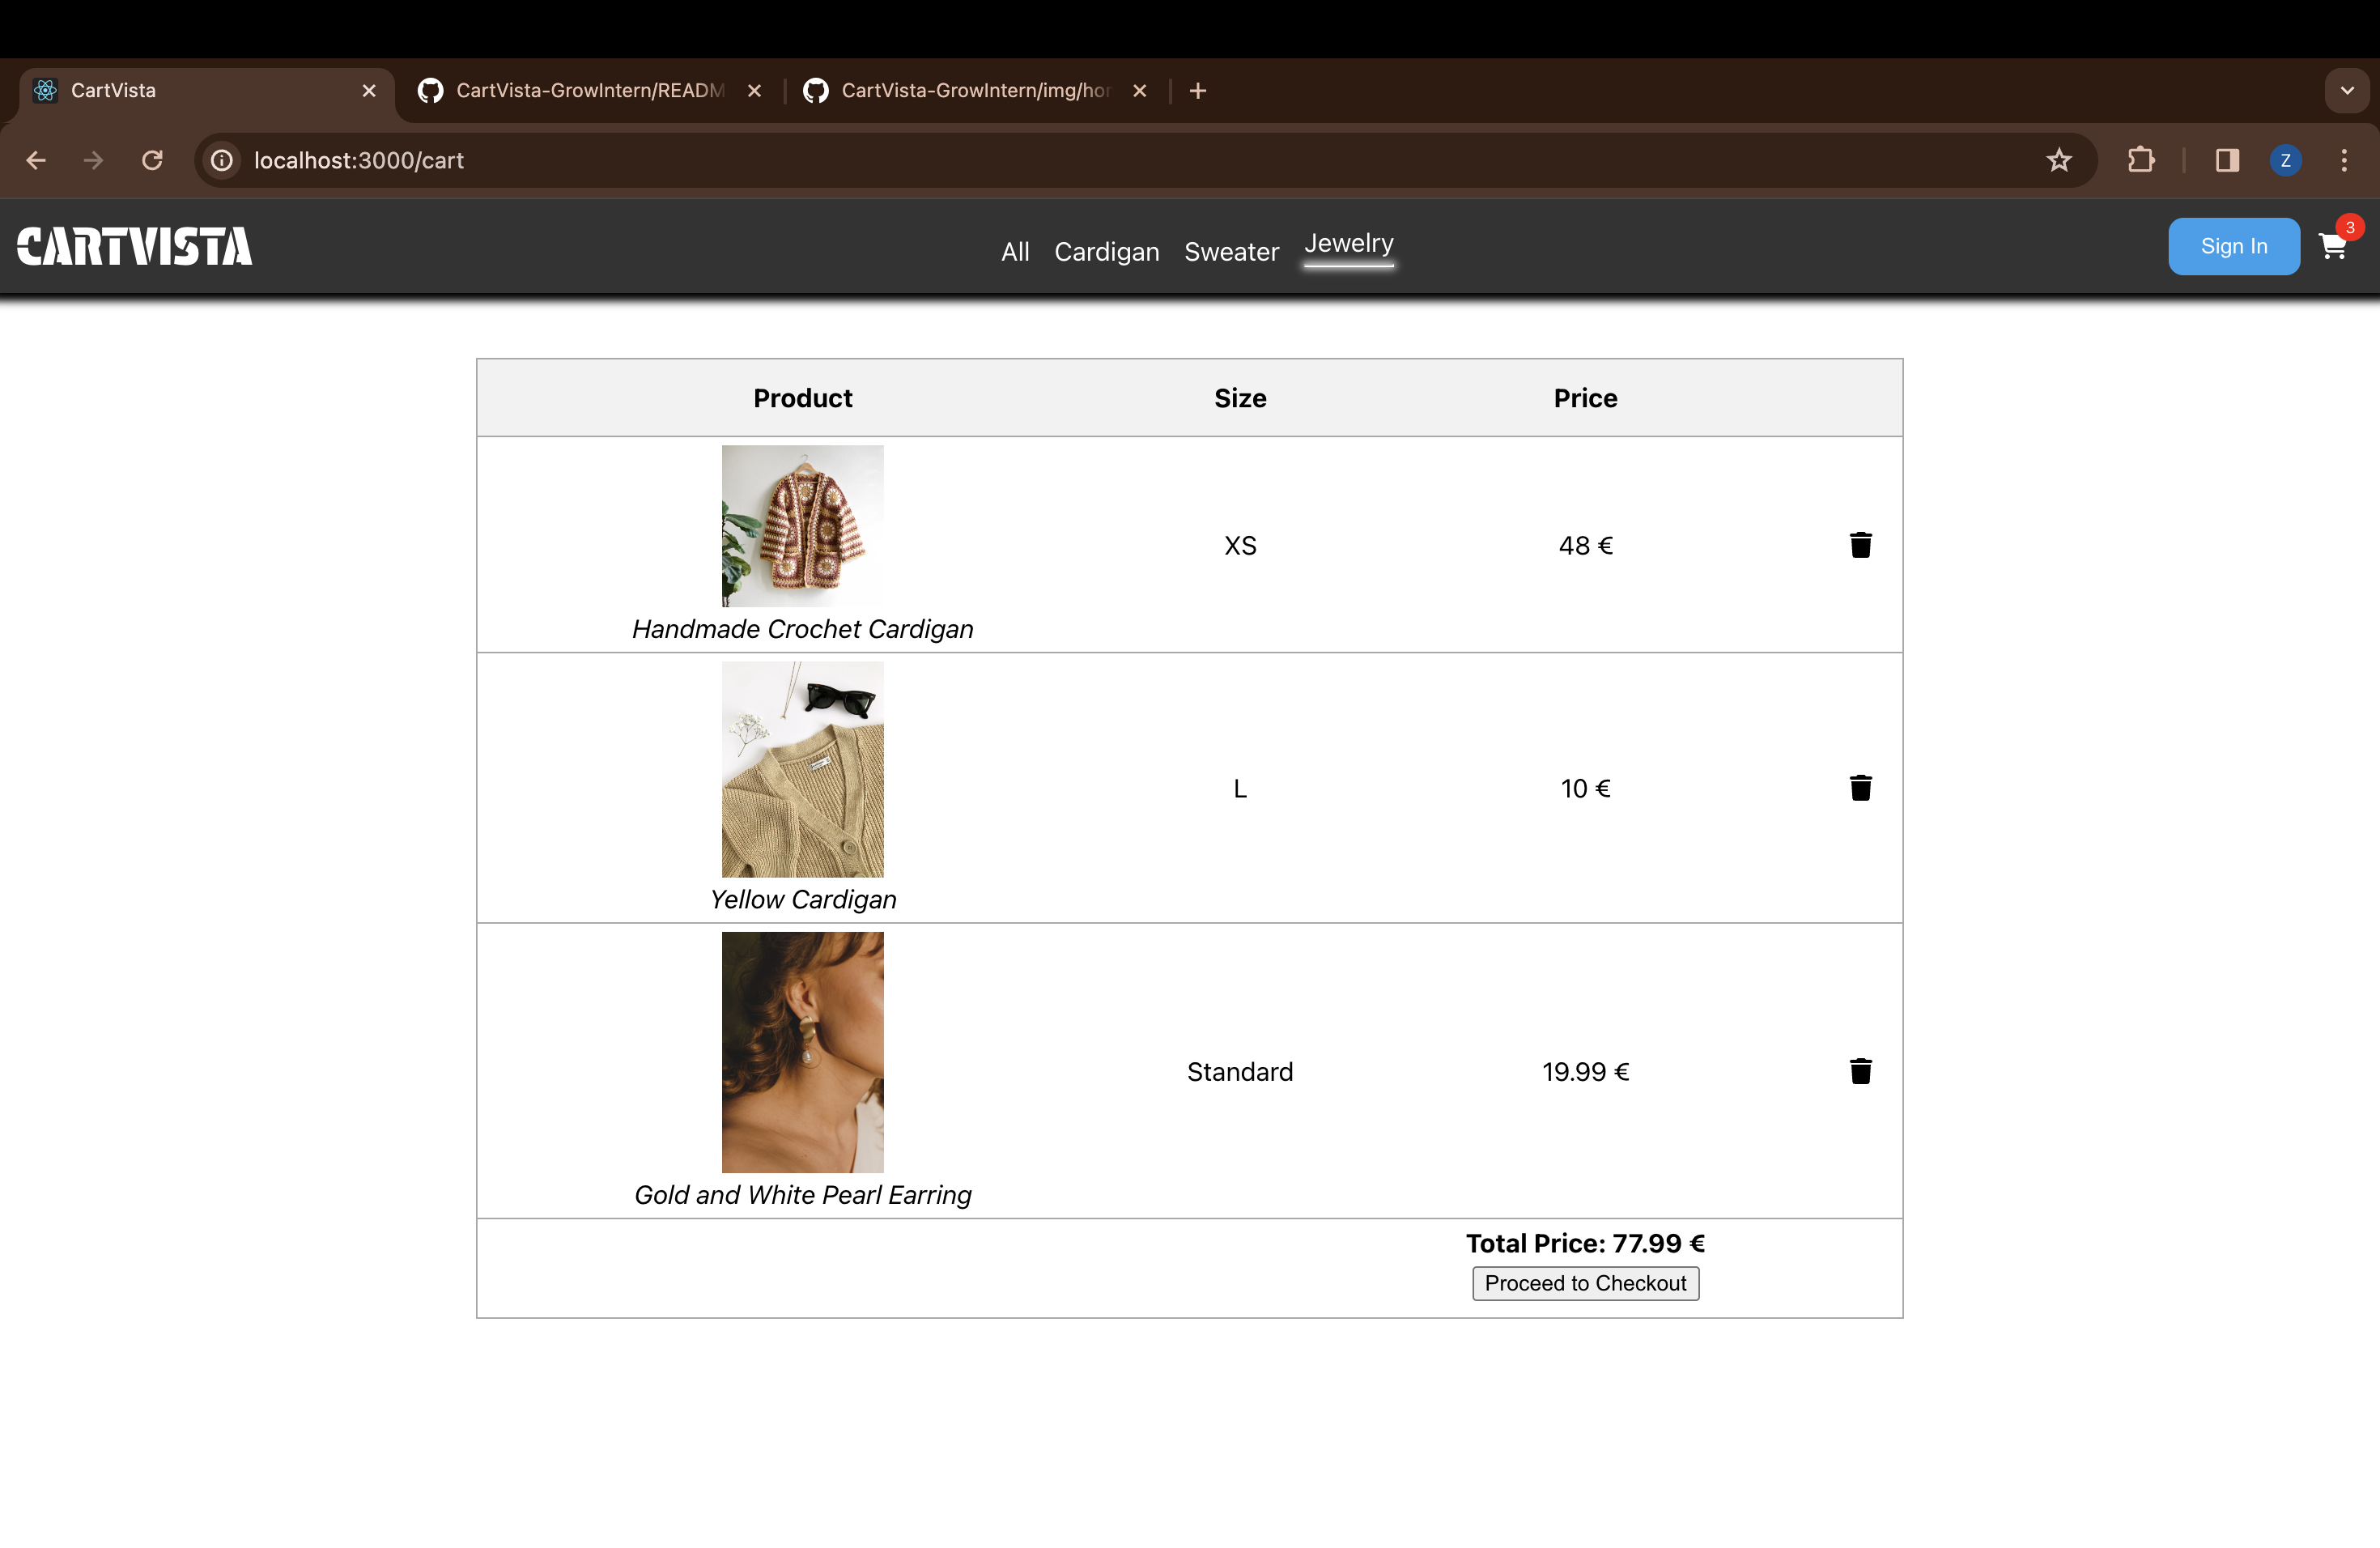 CartVista
CartVista-GrowIntern/READM
CartVista-GrowIntern/img/hor
localhost:3000/cart
Z
CARTVISTA
All Cardigan Sweater Jewelry
Sign In
3
Product Size Price
XS 48 €
Handmade Crochet Cardigan
L 10 €
Yellow Cardigan
Standard 19.99 €
Gold and White Pearl Earring
Total Price: 77.99 €
Proceed to Checkout